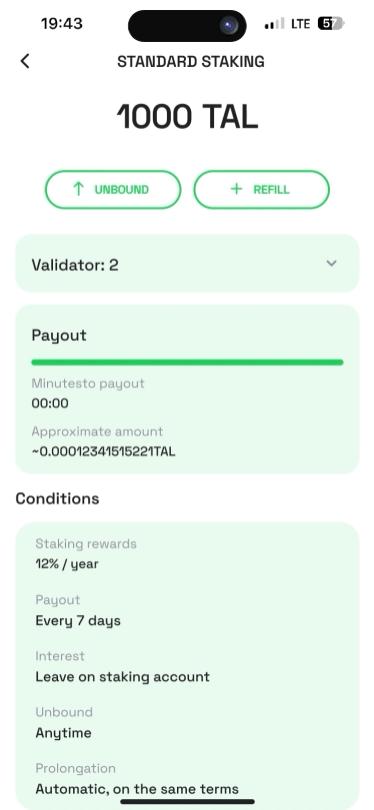 19:43
LTE 57
STANDARD STAKING
1000 TAL
UNBOUND
REFILL
Validator: 2
Payout
Minutesto payout
00:00
Approximate amount
~0.00012341515221TAL
Conditions
Staking rewards
12% / year
Payout
Every 7 days
Interest
Leave on staking account
Unbound
Anytime
Prolongation
Automatic, on the same terms